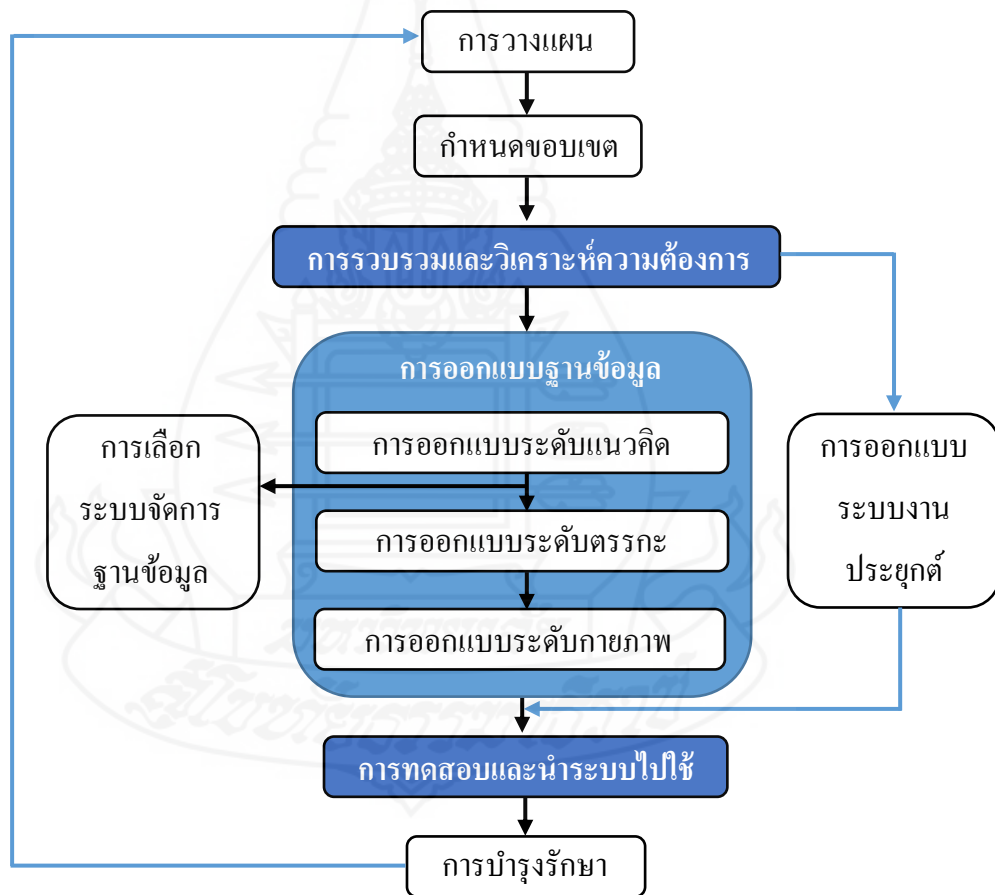 การวางแผน
กำหนดขอบเขต
การรวบรวมและวิเคราะห์ความต้องการ
การออกแบบฐานข้อมูล
การออกแบบระดับแนวคิด
การออกแบบระดับตรรกะ
การออกแบบระดับกายภาพ
การเลือก
ระบบจัดการ
ฐานข้อมูล
การออกแบบ
ระบบงาน
ประยุกต์
การทดสอบและนำระบบไปใช้
การบำรุงรักษา